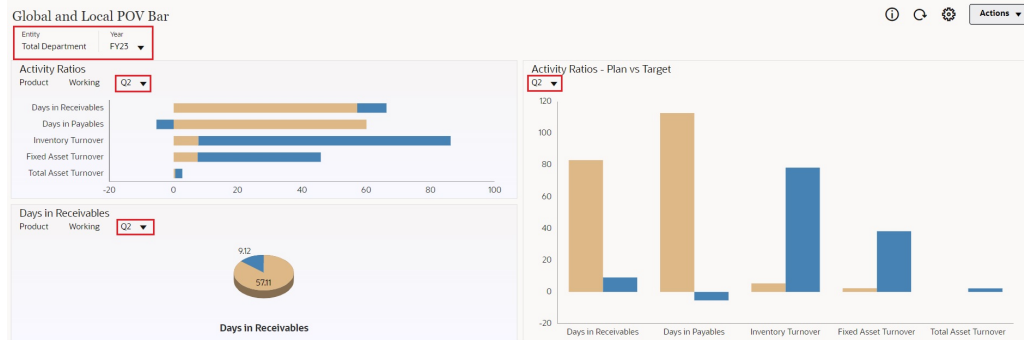 Global and Local POV Bar
Actions
Entity Year
Total Department FY23
Activity Ratios
Product Working Q2
Days in Receivables
Days in Payables
Inventory Turnover
Fixed Asset Turnover
Total Asset Turnover
-20 0 20 40 60 80 100
Days in Receivables
Product Working Q2
9.12
57.11
Days in Receivables
Activity Ratios - Plan vs Target
Q2
120
100
80
60
40
20
0
-20
Days in Receivables Days in Payables Inventory Turnover Fixed Asset Turnover Total Asset Turnover